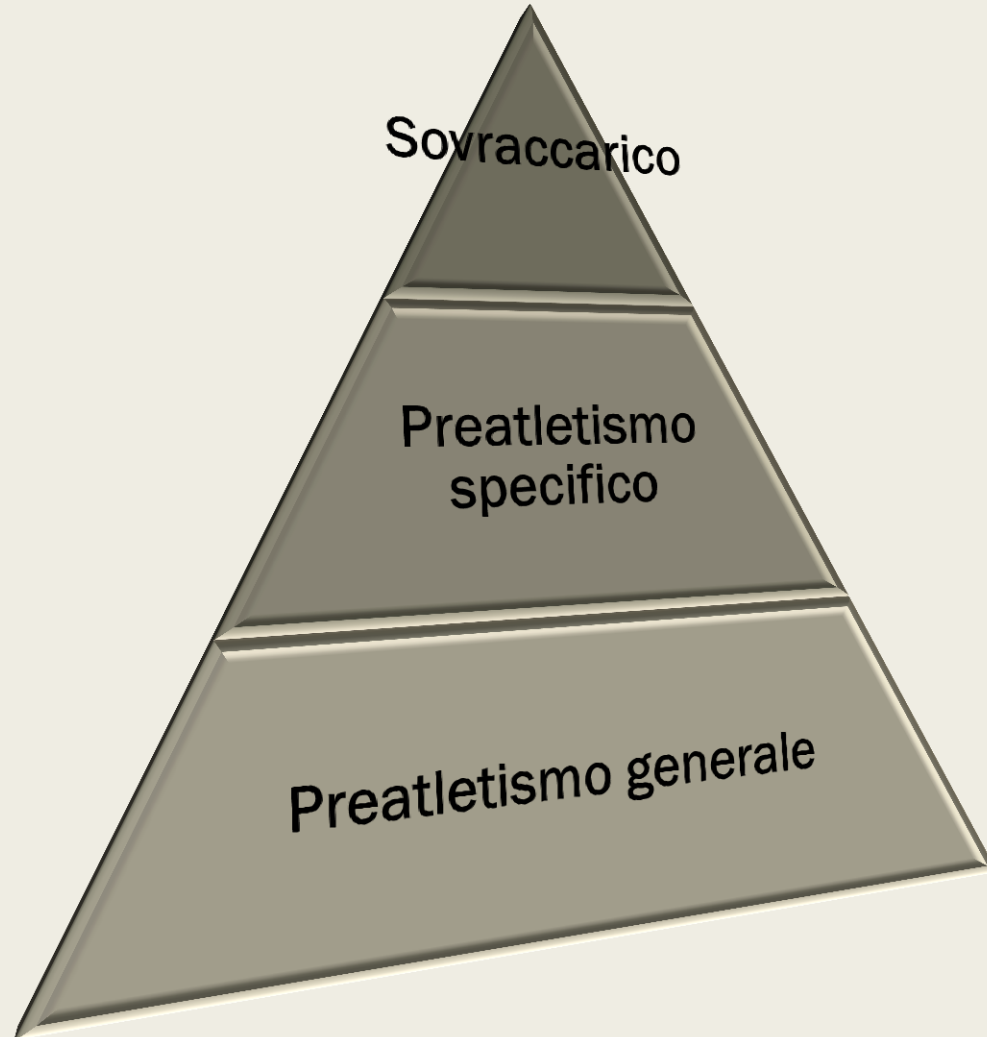 Sovraccarico
Preatletismo
specifico
Preatletismo generale